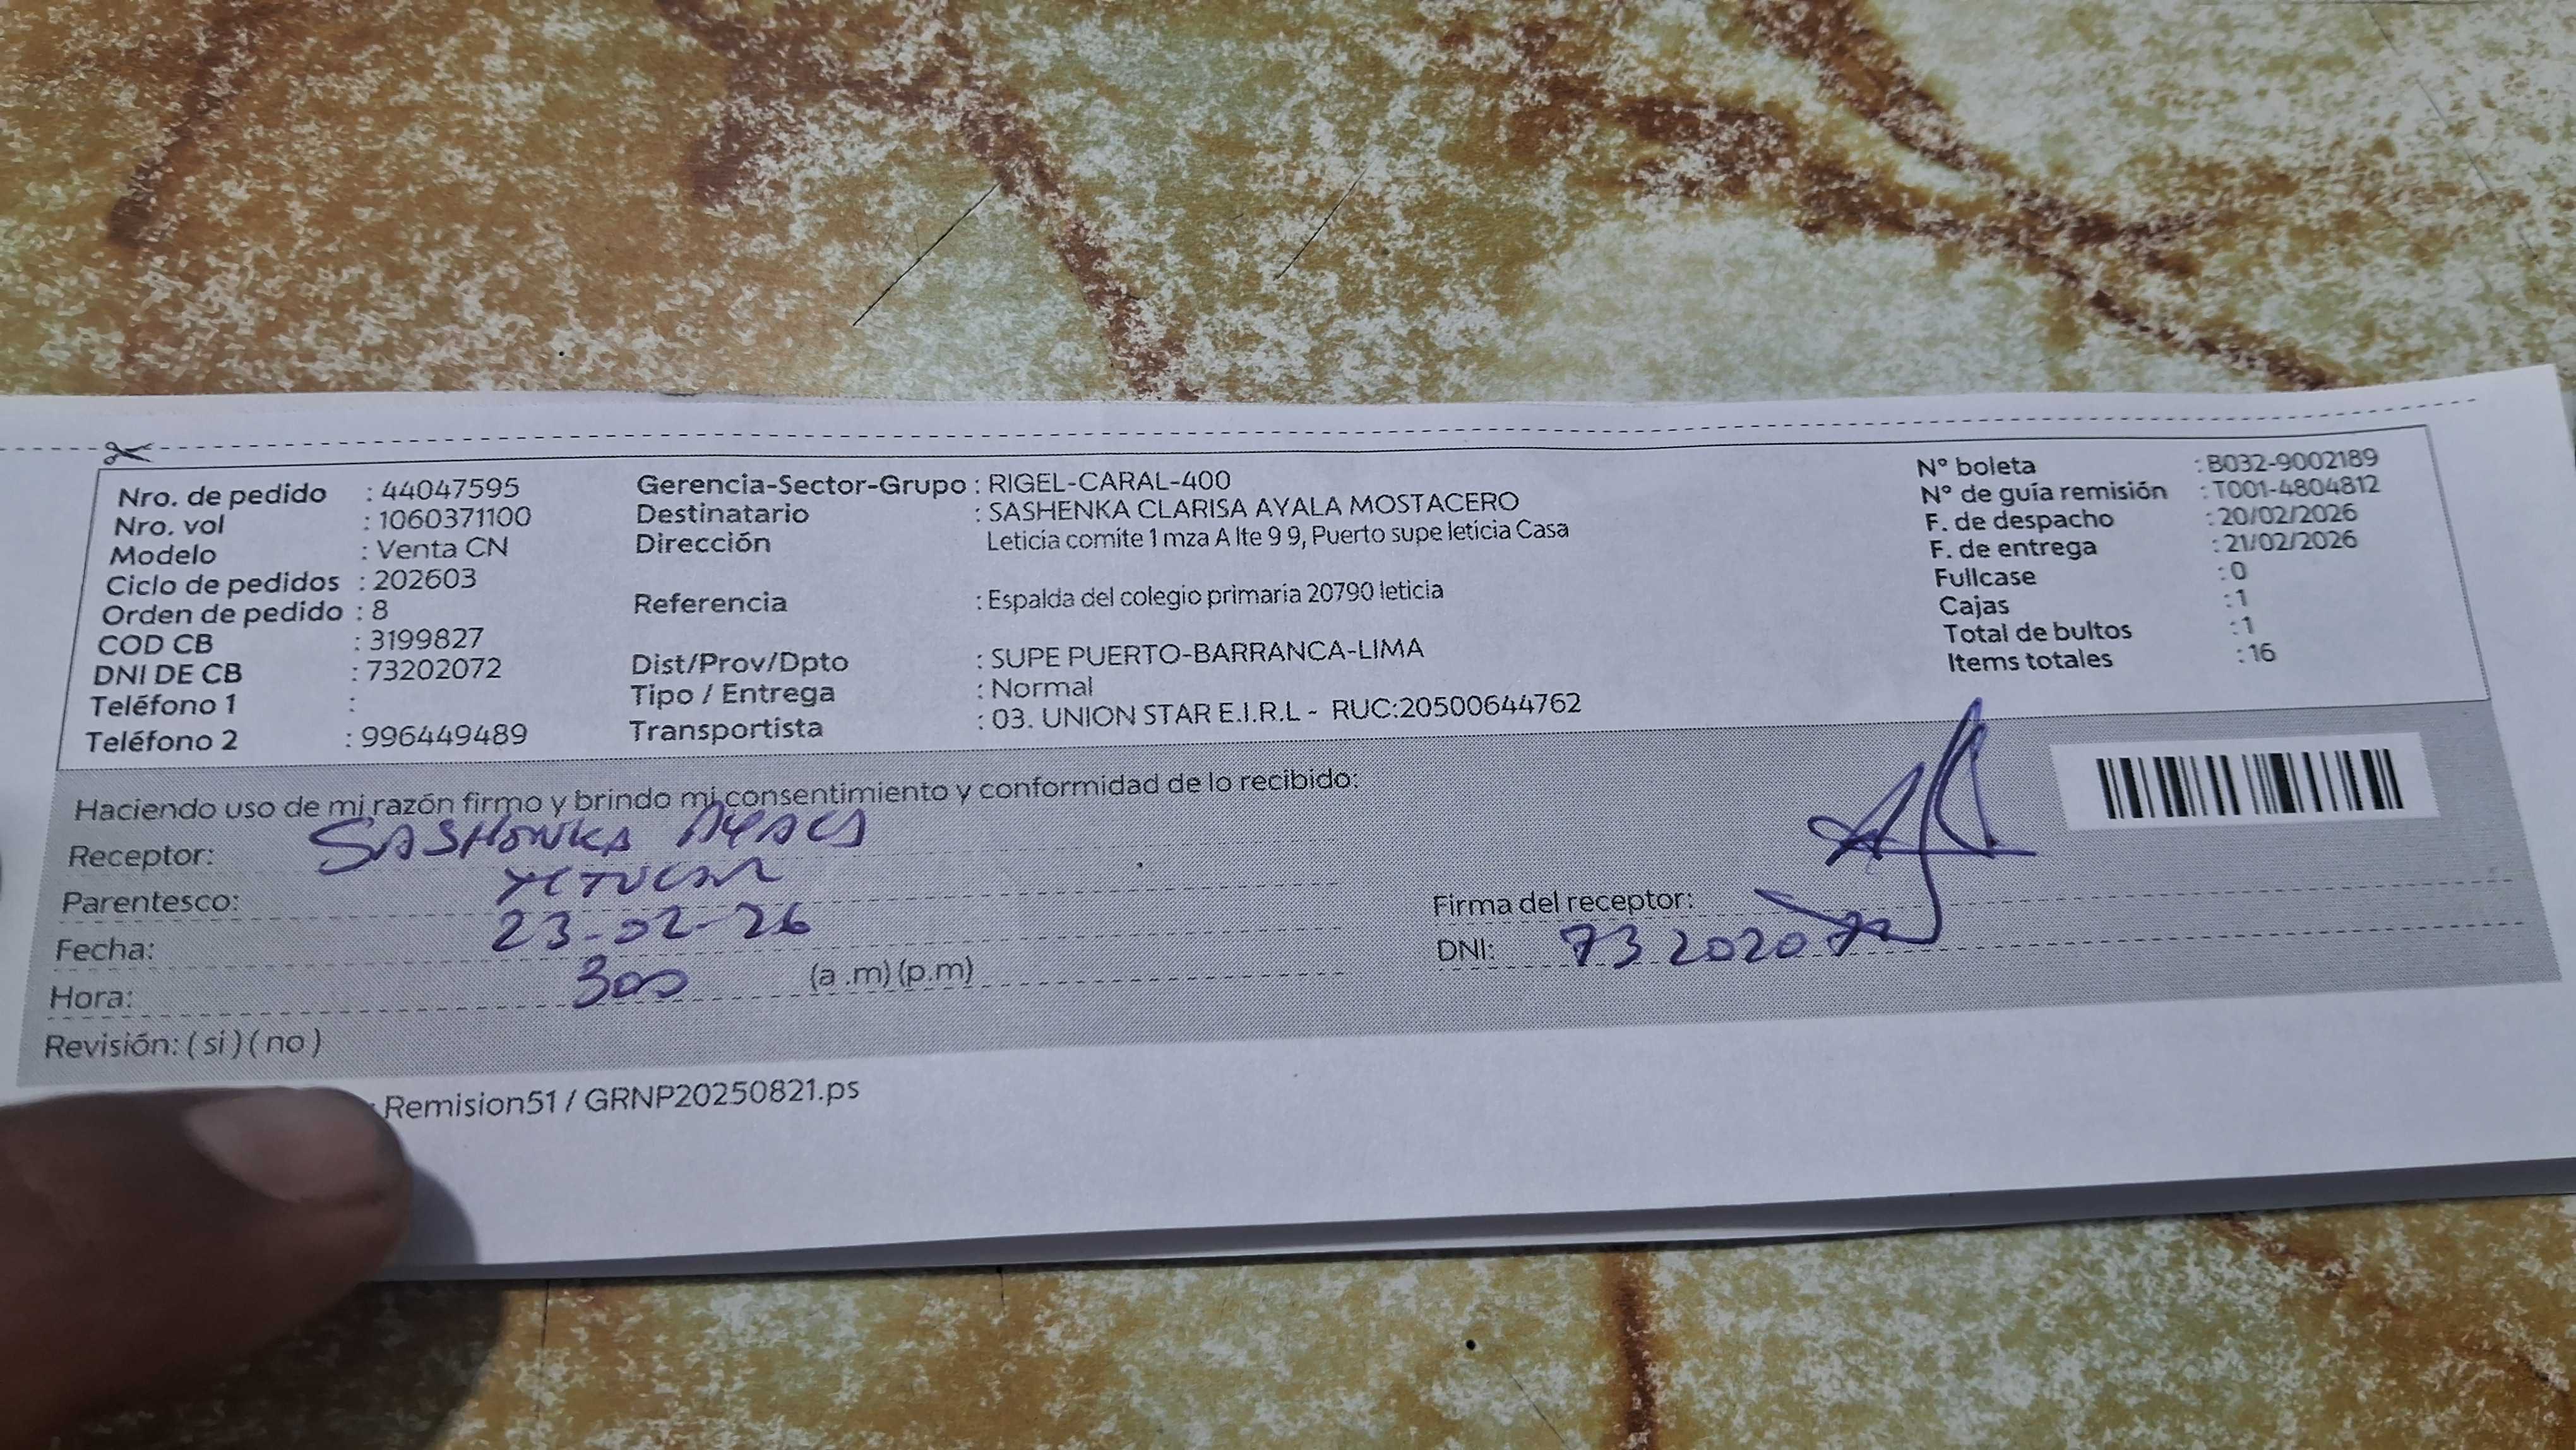 Nro. de pedido : 44047595
Nro. vol : 1060371100
Modelo : Venta CN
Ciclo de pedidos : 202603
Orden de pedido : 8
COD CB : 3199827
DNI DE CB : 73202072
Teléfono 1 :
Teléfono 2 : 996449489
Gerencia-Sector-Grupo : RIGEL-CARAL-400
Destinatario : SASHENKA CLARISA AYALA MOSTACERO
Dirección Leticia comite 1 mza A lte 9 9, Puerto supe leticia Casa
Referencia : Espalda del colegio primaria 20790 leticia
Dist/Prov/Dpto : SUPE PUERTO-BARRANCA-LIMA
Tipo / Entrega : Normal
Transportista : 03. UNION STAR E.I.R.L - RUC:20500644762
N° boleta : B032-9002189
N° de guía remisión : T001-4804812
F. de despacho : 20/02/2026
F. de entrega : 21/02/2026
Fullcase : 0
Cajas : 1
Total de bultos : 1
Items totales : 16
Haciendo uso de mi razón firmo y brindo mi consentimiento y conformidad de lo recibido:
Receptor: SASHENKA AYALA
Parentesco:
Fecha: 23-02-26
Hora: 300 (a .m) (p.m)
Revisión: ( si ) ( no )
Firma del receptor:
DNI: 73202072
Remision51 / GRNP20250821.ps